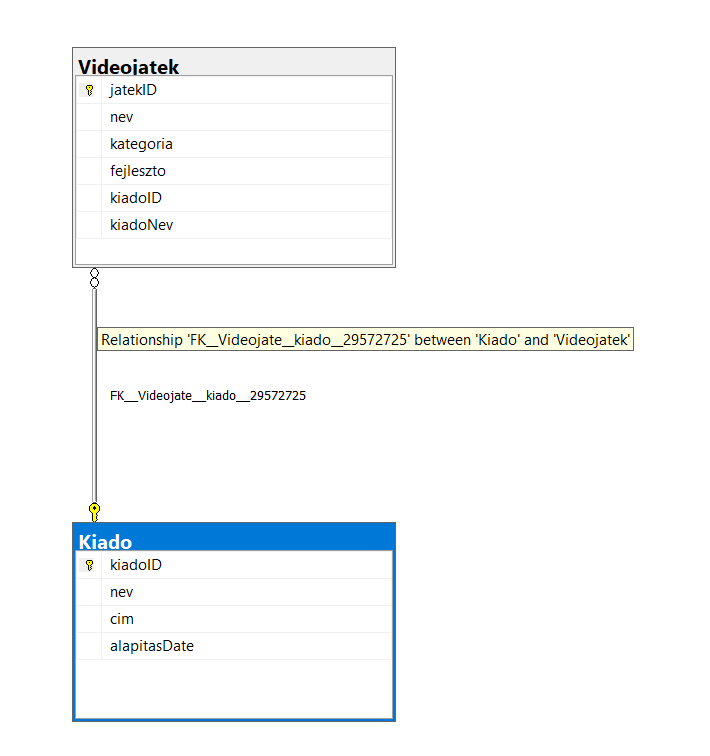 Videojatek
jatekID
nev
kategoria
fejleszto
kiadoID
kiadoNev
Relationship 'FK__Videojate__kiado__29572725' between 'Kiado' and 'Videojatek'
FK__Videojate__kiado__29572725
Kiado
kiadoID
nev
cim
alapitasDate